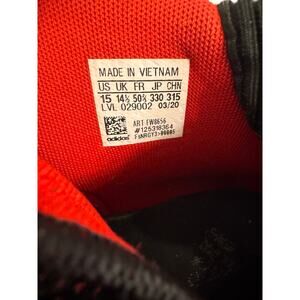 MADE IN VIETNAM
US UK FR JP CHN
15 14½ 50⅔ 330 315
LVL 029002 03/20
adidas
ART FW8656
#125318364